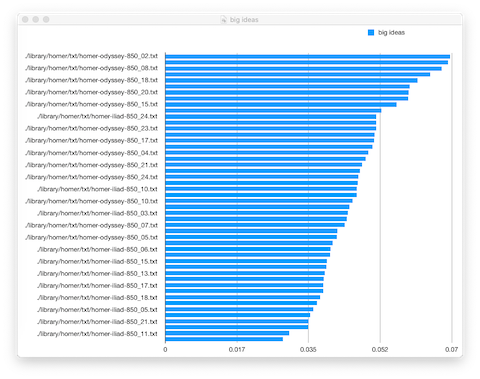 big ideas
big ideas
./library/homer/txt/homer-odyssey-850_02.txt
./library/homer/txt/homer-odyssey-850_08.txt
./library/homer/txt/homer-odyssey-850_18.txt
./library/homer/txt/homer-odyssey-850_20.txt
./library/homer/txt/homer-odyssey-850_15.txt
./library/homer/txt/homer-iliad-850_24.txt
./library/homer/txt/homer-odyssey-850_23.txt
./library/homer/txt/homer-odyssey-850_17.txt
./library/homer/txt/homer-odyssey-850_04.txt
./library/homer/txt/homer-odyssey-850_21.txt
./library/homer/txt/homer-odyssey-850_24.txt
./library/homer/txt/homer-iliad-850_10.txt
./library/homer/txt/homer-odyssey-850_10.txt
./library/homer/txt/homer-iliad-850_03.txt
./library/homer/txt/homer-odyssey-850_07.txt
./library/homer/txt/homer-odyssey-850_05.txt
./library/homer/txt/homer-iliad-850_06.txt
./library/homer/txt/homer-iliad-850_15.txt
./library/homer/txt/homer-iliad-850_13.txt
./library/homer/txt/homer-iliad-850_17.txt
./library/homer/txt/homer-iliad-850_18.txt
./library/homer/txt/homer-iliad-850_05.txt
./library/homer/txt/homer-iliad-850_21.txt
./library/homer/txt/homer-iliad-850_11.txt
0 0.017 0.035 0.052 0.07